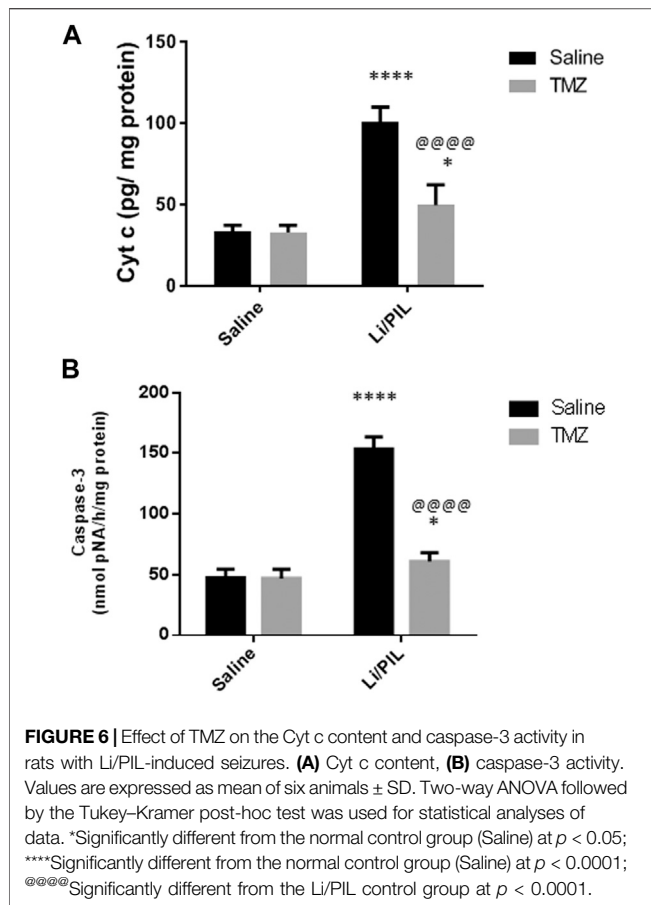 A
Cyt c (pg/ mg protein)
150
100
50
0
****
@@@@
*
Saline
TMZ
Saline
Li/PIL
B
Caspase-3
(nmol pNA/h/mg protein)
200
150
100
50
0
****
@@@@
*
Saline
TMZ
Saline
Li/PIL
FIGURE 6 | Effect of TMZ on the Cyt c content and caspase-3 activity in
rats with Li/PIL-induced seizures. (A) Cyt c content, (B) caspase-3 activity.
Values are expressed as mean of six animals ± SD. Two-way ANOVA followed
by the Tukey–Kramer post-hoc test was used for statistical analyses of
data. *Significantly different from the normal control group (Saline) at p < 0.05;
****Significantly different from the normal control group (Saline) at p < 0.0001;
@@@@Significantly different from the Li/PIL control group at p < 0.0001.